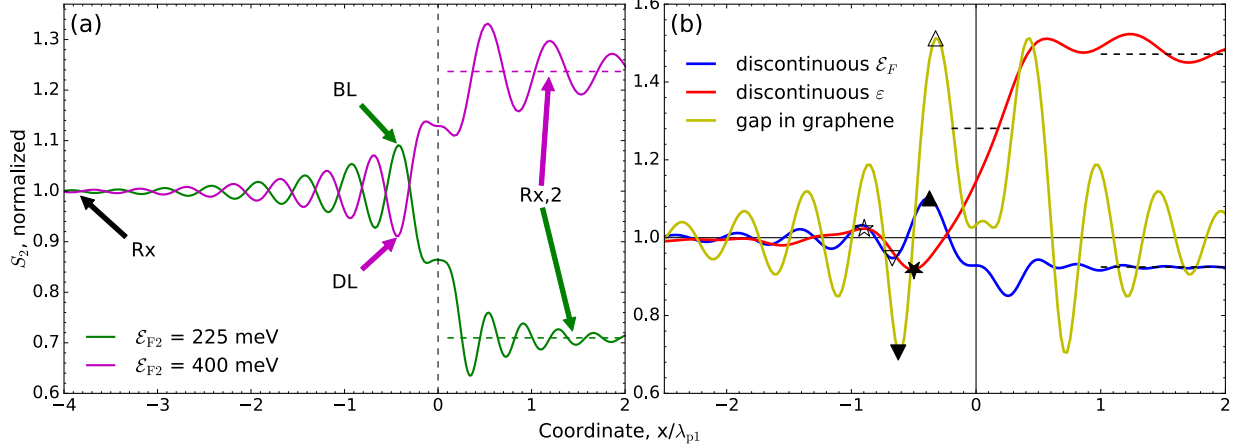 (a)
BL
Rx
DL
Rx,2
ℰF2 = 225 meV
ℰF2 = 400 meV
S2, normalized
1.3
1.2
1.1
1.0
0.9
0.8
0.7
0.6
−4
−3
−2
−1
0
1
2
(b)
discontinuous ℰF
discontinuous ε
gap in graphene
1.6
1.4
1.2
1.0
0.8
0.6
−2
−1
0
1
2
Coordinate, x/λp1